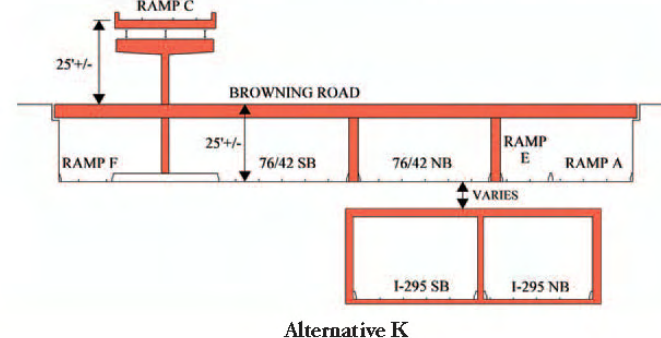 RAMP C
25'+/-
BROWNING ROAD
25'+/-
RAMP F
76/42 SB
76/42 NB
RAMP
E
RAMP A
VARIES
I-295 SB
I-295 NB
Alternative K